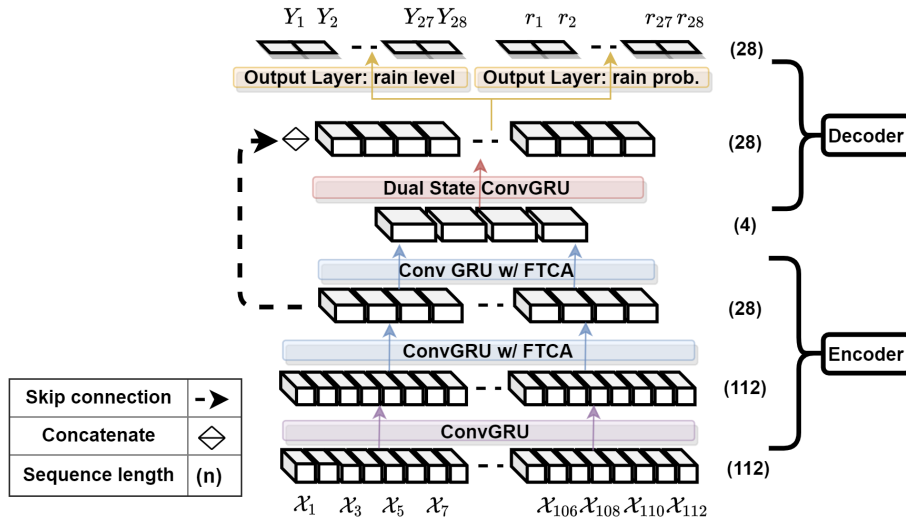 Y1 Y2 Y27 Y28 r1 r2 r27 r28
(28)
Output Layer: rain level Output Layer: rain prob.
(28)
Decoder
Dual State ConvGRU
(4)
Conv GRU w/ FTCA
(28)
ConvGRU w/ FTCA
Encoder
Skip connection
(112)
Concatenate
ConvGRU
Sequence length (n)
(112)
X1 X3 X5 X7 X106 X108 X110 X112